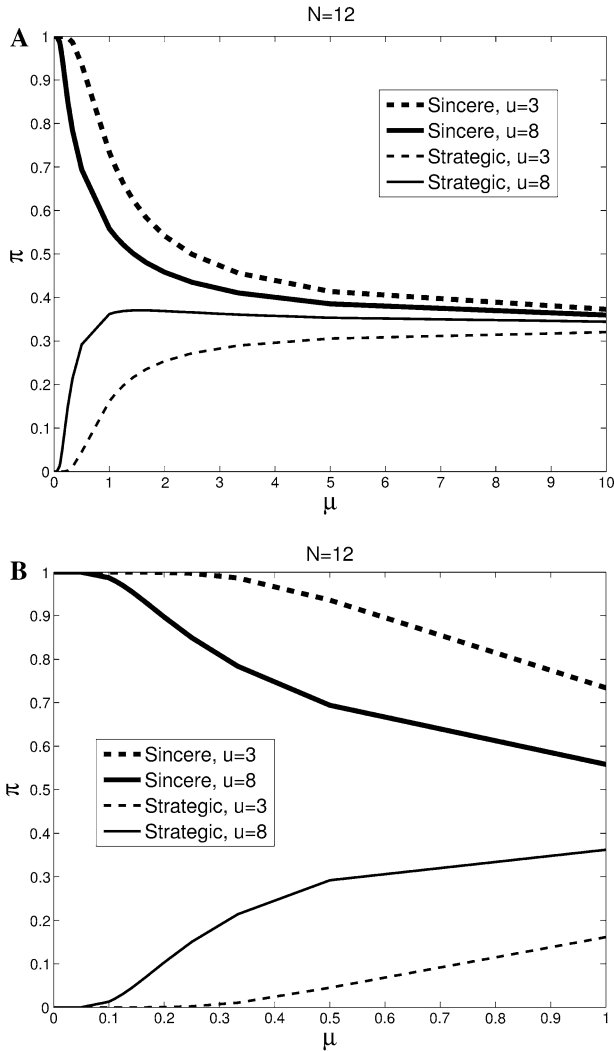 N=12
A
1
0.9
0.8
0.7
0.6
0.5
0.4
0.3
0.2
0.1
0
π
Sincere, u=3
Sincere, u=8
Strategic, u=3
Strategic, u=8
0 1 2 3 4 5 6 7 8 9 10
μ
N=12
B
1
0.9
0.8
0.7
0.6
0.5
0.4
0.3
0.2
0.1
0
π
Sincere, u=3
Sincere, u=8
Strategic, u=3
Strategic, u=8
0 0.1 0.2 0.3 0.4 0.5 0.6 0.7 0.8 0.9 1
μ